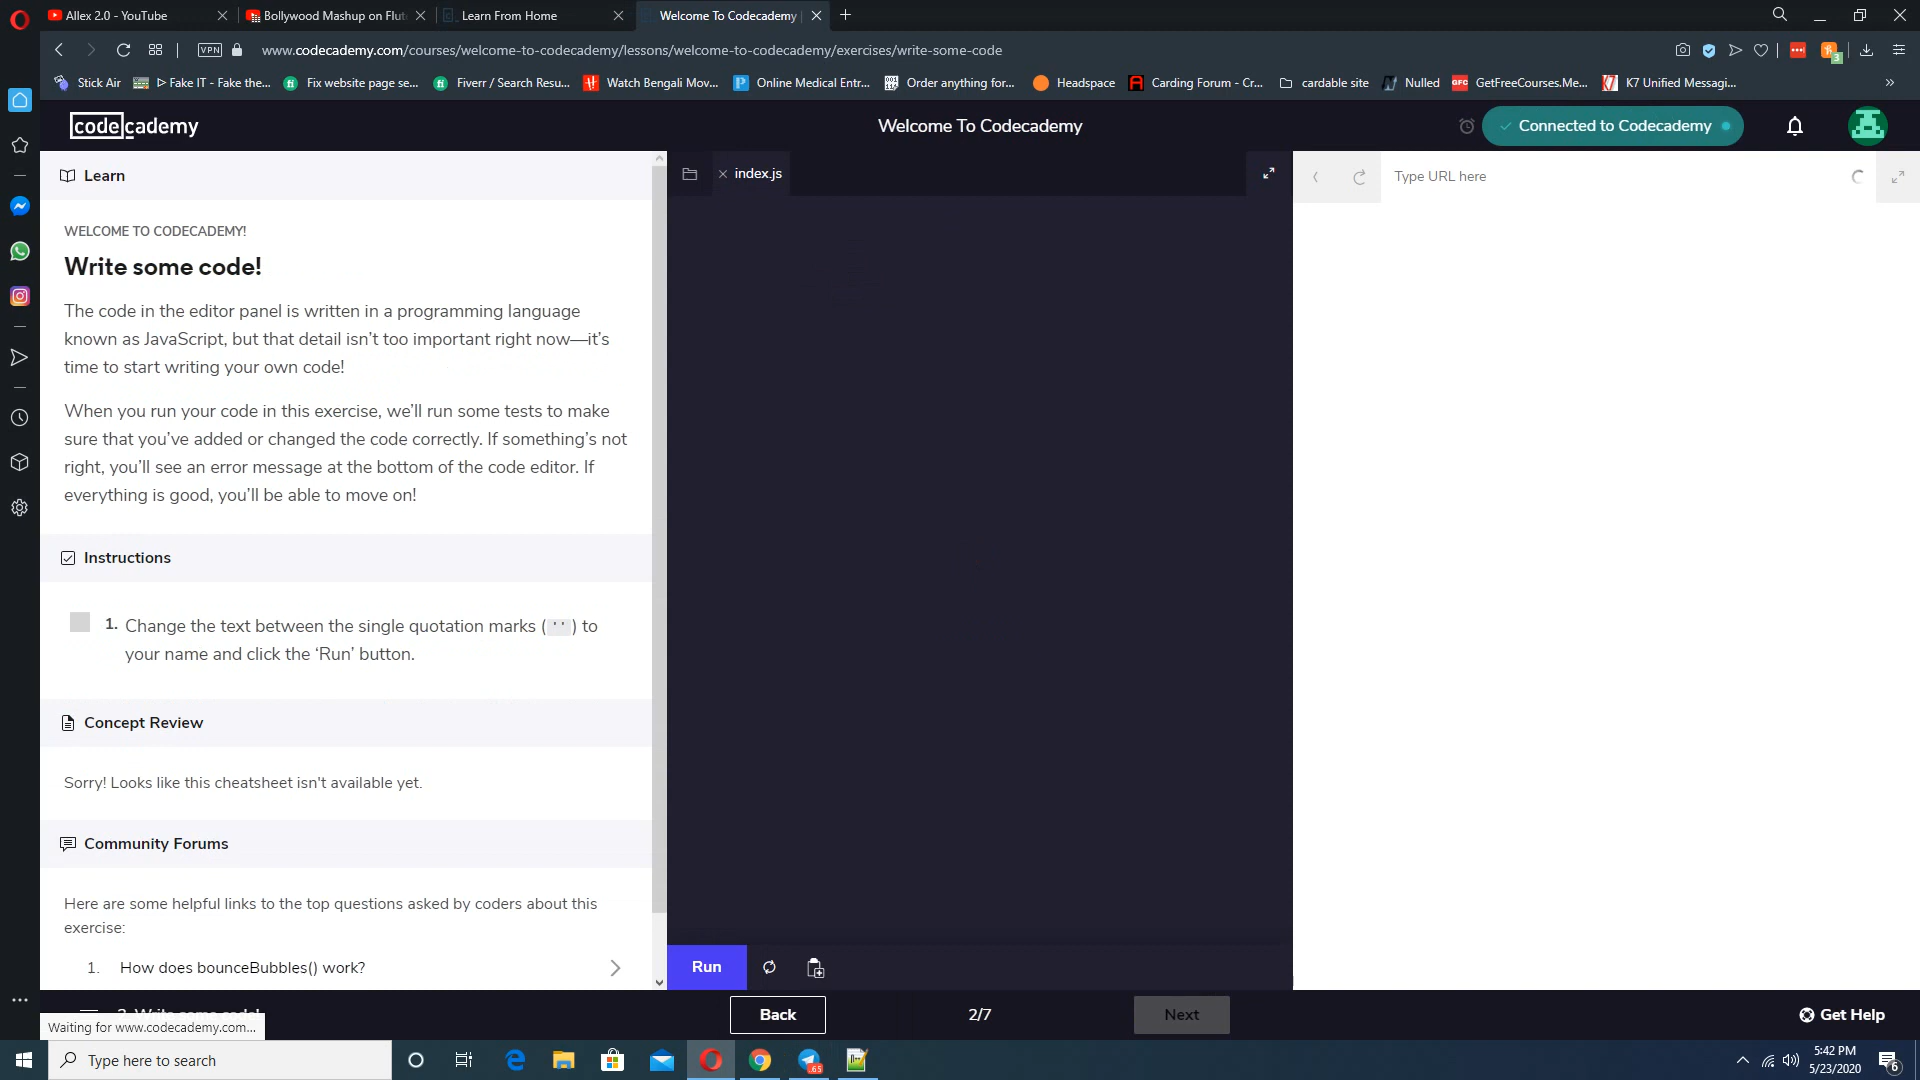 Allex 2.0 - YouTube
Bollywood Mashup on Flut
Learn From Home
Welcome To Codecademy |
VPN
www.codecademy.com/courses/welcome-to-codecademy/lessons/welcome-to-codecademy/exercises/write-some-code
3
Stick Air
ᐅ Fake IT - Fake the...
Fix website page se...
Fiverr / Search Resu...
Watch Bengali Mov...
Online Medical Entr...
Order anything for...
Headspace
Carding Forum - Cr...
cardable site
Nulled
GFC
GetFreeCourses.Me...
K7 Unified Messagi...
codecademy
Welcome To Codecademy
Connected to Codecademy
Learn
index.js
Type URL here
WELCOME TO CODECADEMY!
Write some code!
The code in the editor panel is written in a programming language
known as JavaScript, but that detail isn't too important right now—it's
time to start writing your own code!
When you run your code in this exercise, we'll run some tests to make
sure that you've added or changed the code correctly. If something's not
right, you'll see an error message at the bottom of the code editor. If
everything is good, you'll be able to move on!
Instructions
1. Change the text between the single quotation marks ( '' ) to
your name and click the ‘Run’ button.
Concept Review
Sorry! Looks like this cheatsheet isn't available yet.
Community Forums
Here are some helpful links to the top questions asked by coders about this
exercise:
1. How does bounceBubbles() work?
Run
2. Write some code!
Back
2/7
Next
Get Help
Waiting for www.codecademy.com...
Type here to search
.65
5:42 PM
5/23/2020
6